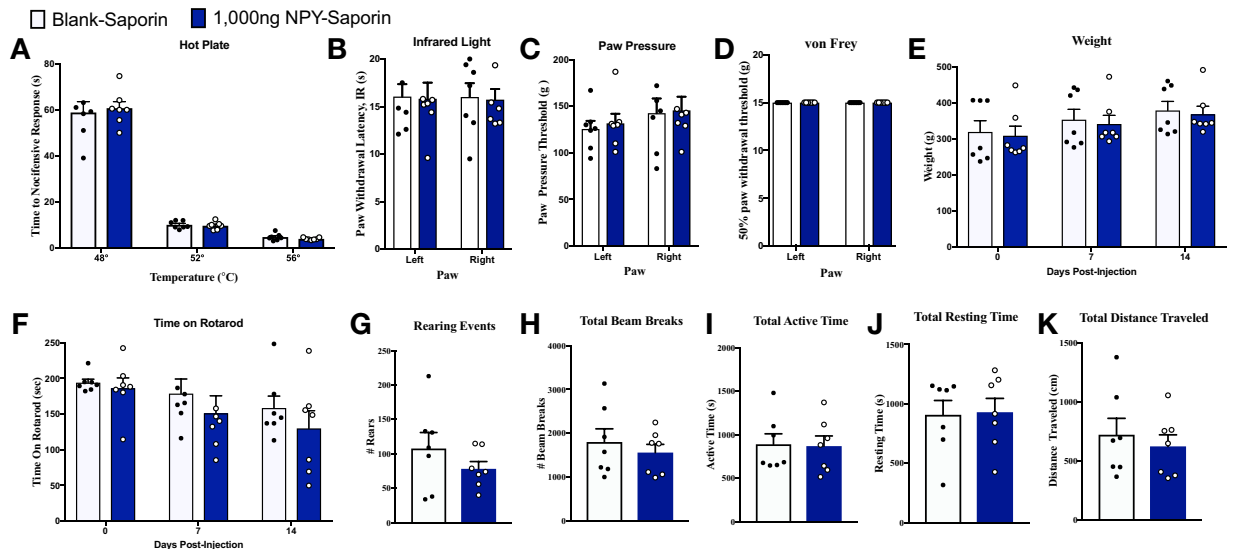 Blank-Saporin 1,000ng NPY-Saporin
A
Hot Plate
Time to Nocifensive Response (s)
80
60
40
20
0
48° 52° 56°
Temperature (°C)
B
Infrared Light
Paw Withdrawal Latency, IR (s)
20
15
10
5
0
Left Right
Paw
C
Paw Pressure
Paw Pressure Threshold (g )
200
150
100
50
0
Left Right
Paw
D
von Frey
50% paw withdrawal threshold (g)
20
15
10
5
0
Left Right
Paw
E
Weight
Weight (g)
500
400
300
200
100
0
0 7 14
Days Post-Injection
F
Time on Rotarod
Time On Rotarod (sec)
250
200
150
100
50
0
0 7 14
Days Post-Injection
G
Rearing Events
# Rears
250
200
150
100
50
0
H
Total Beam Breaks
# Beam Breaks
4000
3000
2000
1000
0
I
Total Active Time
Active Time (s)
2000
1500
1000
500
0
J
Total Resting Time
Resting Time (s)
1500
1000
500
0
K
Total Distance Traveled
Distance Traveled (cm)
1500
1000
500
0